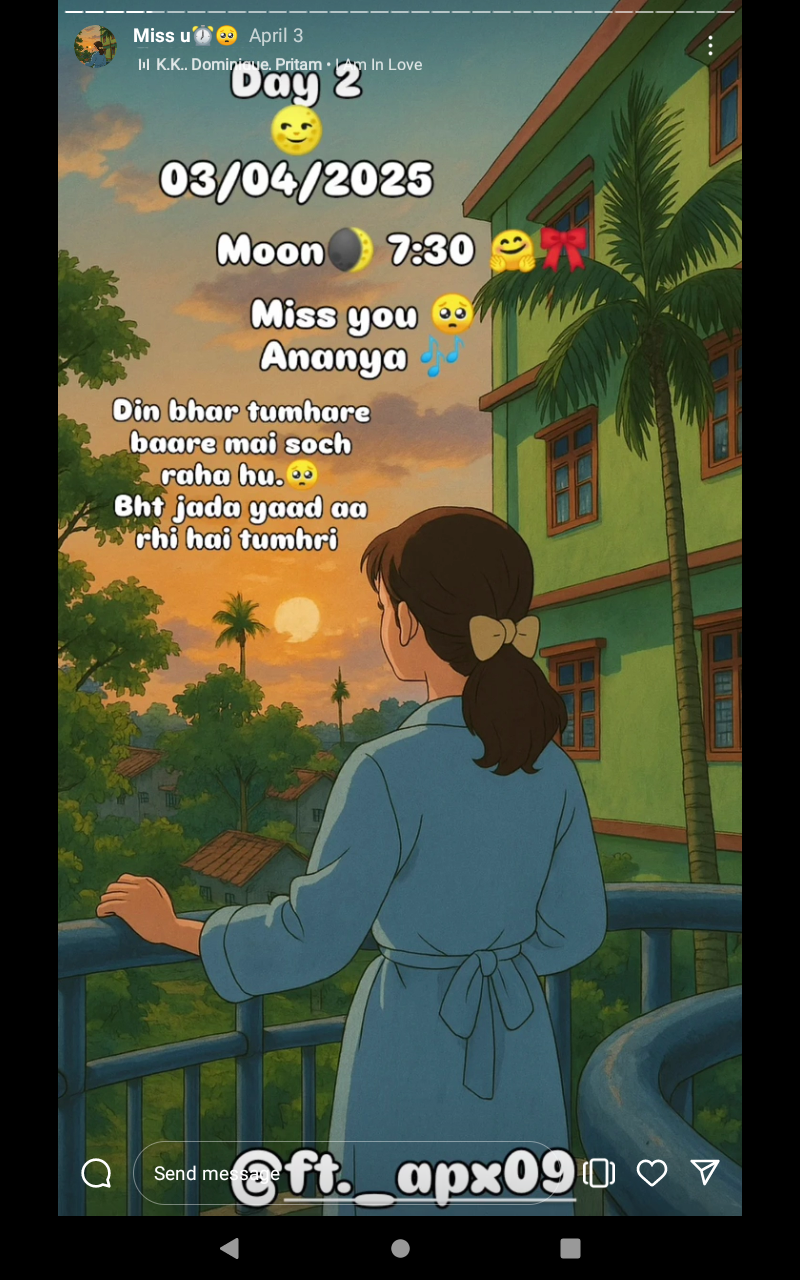 Miss u⏰🥺 April 3
K.K., Dominique, Pritam • I Am In Love
Day 2
🌝
03/04/2025
Moon🌒 7:30 🤗🎀
Miss you 🥺
Ananya 🎶
Din bhar tumhare
baare mai soch
raha hu.🥺
Bht jada yaad aa
rhi hai tumhri
Send message
@ft._apx09